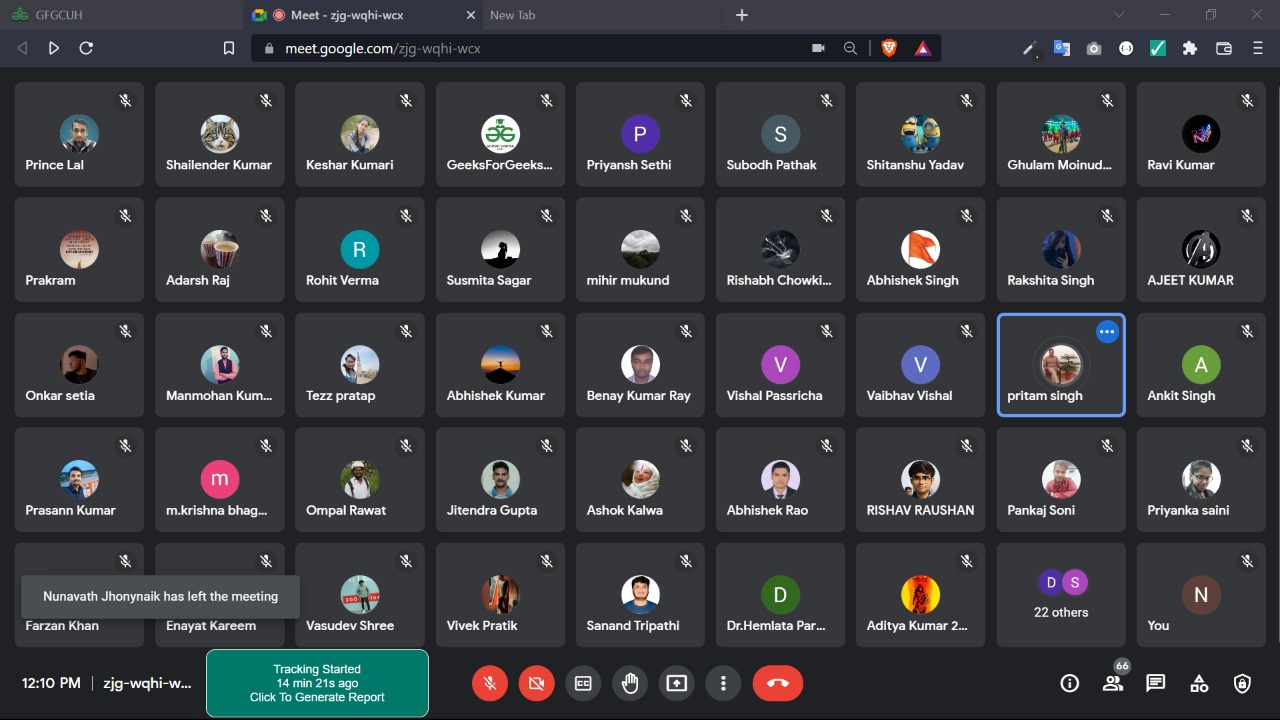 GFGCUH
Meet - zjg-wqhi-wcx
New Tab
meet.google.com/zjg-wqhi-wcx
Prince Lal
Shailender Kumar
Keshar Kumari
GeeksForGeeks...
P
Priyansh Sethi
S
Subodh Pathak
Shitanshu Yadav
Ghulam Moinud...
Ravi Kumar
Prakram
Adarsh Raj
R
Rohit Verma
Susmita Sagar
mihir mukund
Rishabh Chowki...
Abhishek Singh
Rakshita Singh
AJEET KUMAR
Onkar setia
Manmohan Kum...
Tezz pratap
Abhishek Kumar
Benay Kumar Ray
V
Vishal Passricha
V
Vaibhav Vishal
pritam singh
A
Ankit Singh
Prasann Kumar
m
m.krishna bhag...
Ompal Rawat
Jitendra Gupta
Ashok Kalwa
Abhishek Rao
RISHAV RAUSHAN
Pankaj Soni
Priyanka saini
Nunavath Jhonynaik has left the meeting
Farzan Khan
Enayat Kareem
Vasudev Shree
Vivek Pratik
Sanand Tripathi
D
Dr.Hemlata Par...
Aditya Kumar 2...
D S
22 others
N
You
12:10 PM | zjg-wqhi-w...
Tracking Started
14 min 21s ago
Click To Generate Report
66